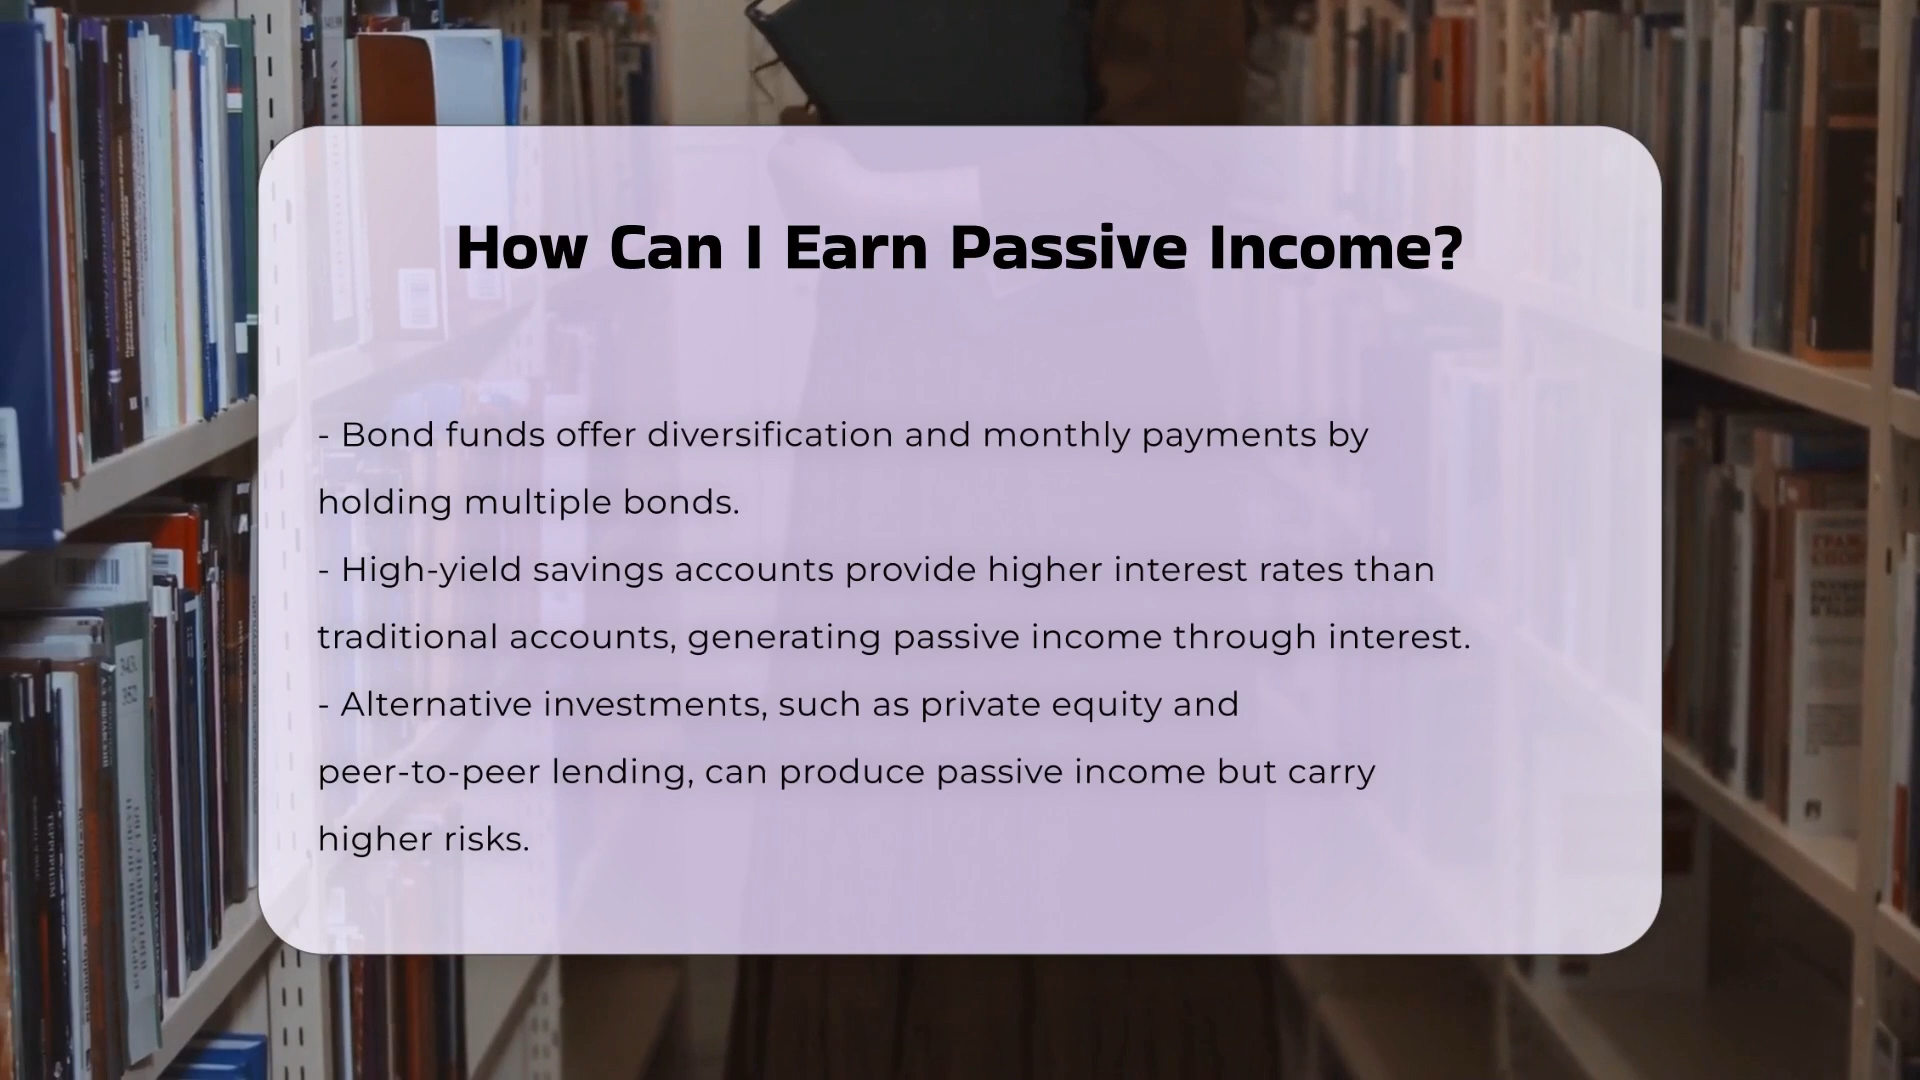 How Can I Earn Passive Income?
- Bond funds offer diversification and monthly payments by
holding multiple bonds.
- High-yield savings accounts provide higher interest rates than
traditional accounts, generating passive income through interest.
- Alternative investments, such as private equity and
peer-to-peer lending, can produce passive income but carry
higher risks.